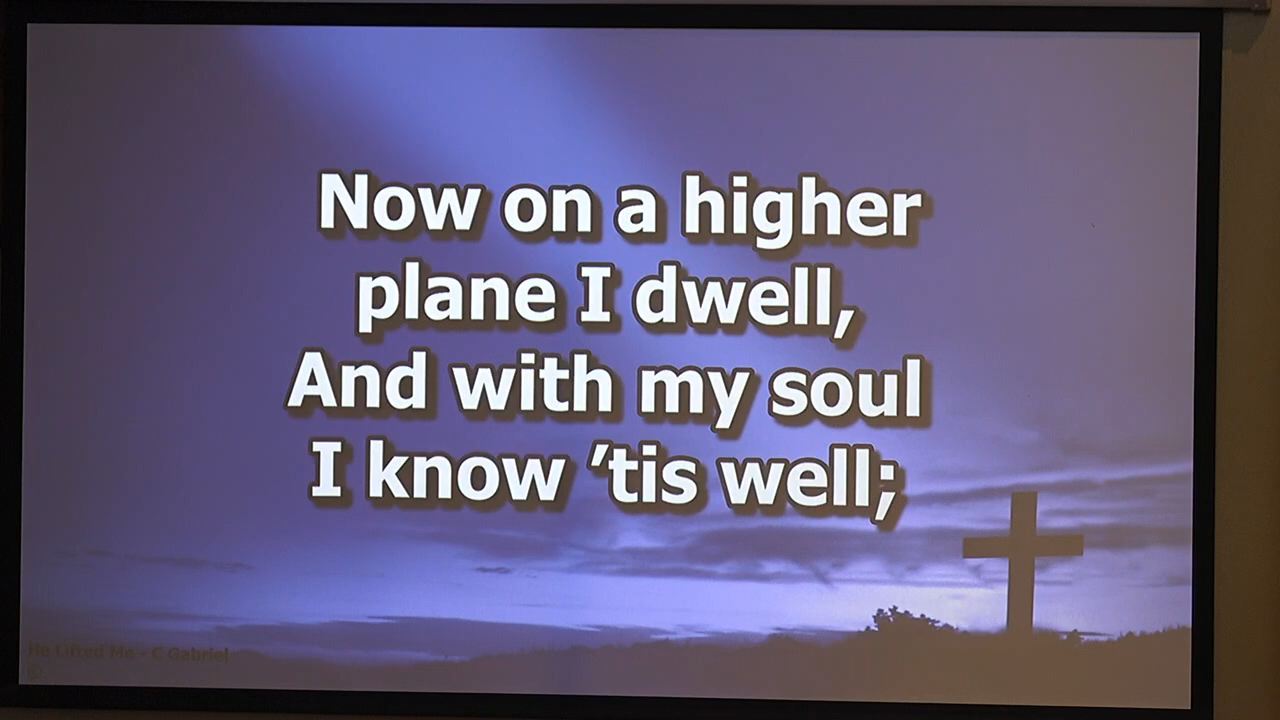 Now on a higher
plane I dwell,
And with my soul
I know ’tis well;
He Lifted Me - C Gabriel